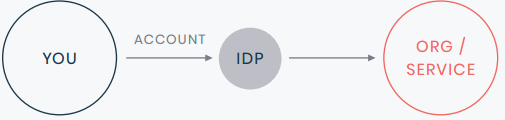 YOU
ACCOUNT
IDP
ORG /
SERVICE